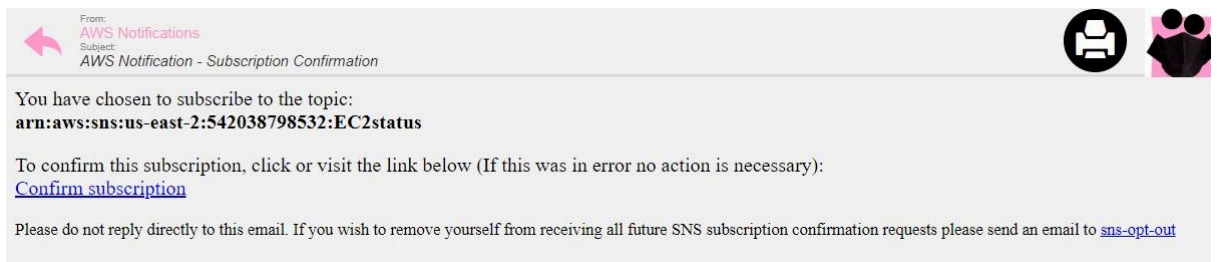 From:
AWS Notifications
Subject:
AWS Notification - Subscription Confirmation
You have chosen to subscribe to the topic:
arn:aws:sns:us-east-2:542038798532:EC2status
To confirm this subscription, click or visit the link below (If this was in error no action is necessary):
Confirm subscription
Please do not reply directly to this email. If you wish to remove yourself from receiving all future SNS subscription confirmation requests please send an email to sns-opt-out